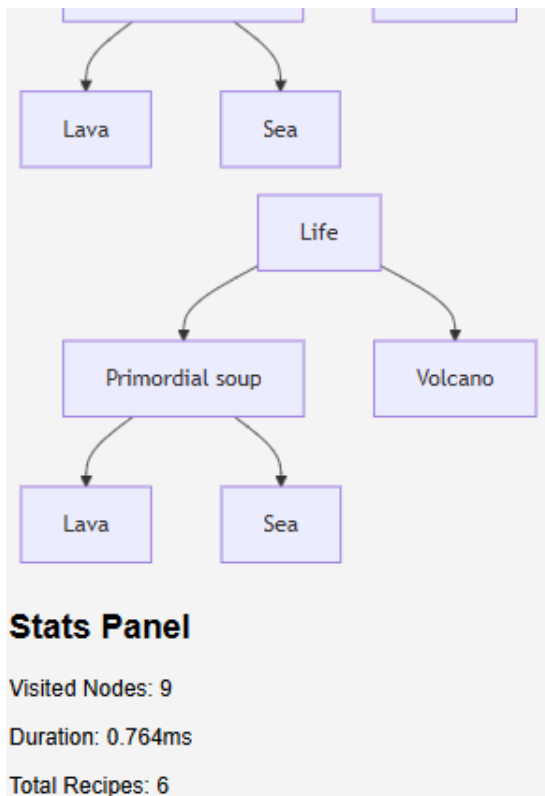 Lava
Sea
Life
Primordial soup
Volcano
Lava
Sea
Stats Panel
Visited Nodes: 9
Duration: 0.764ms
Total Recipes: 6